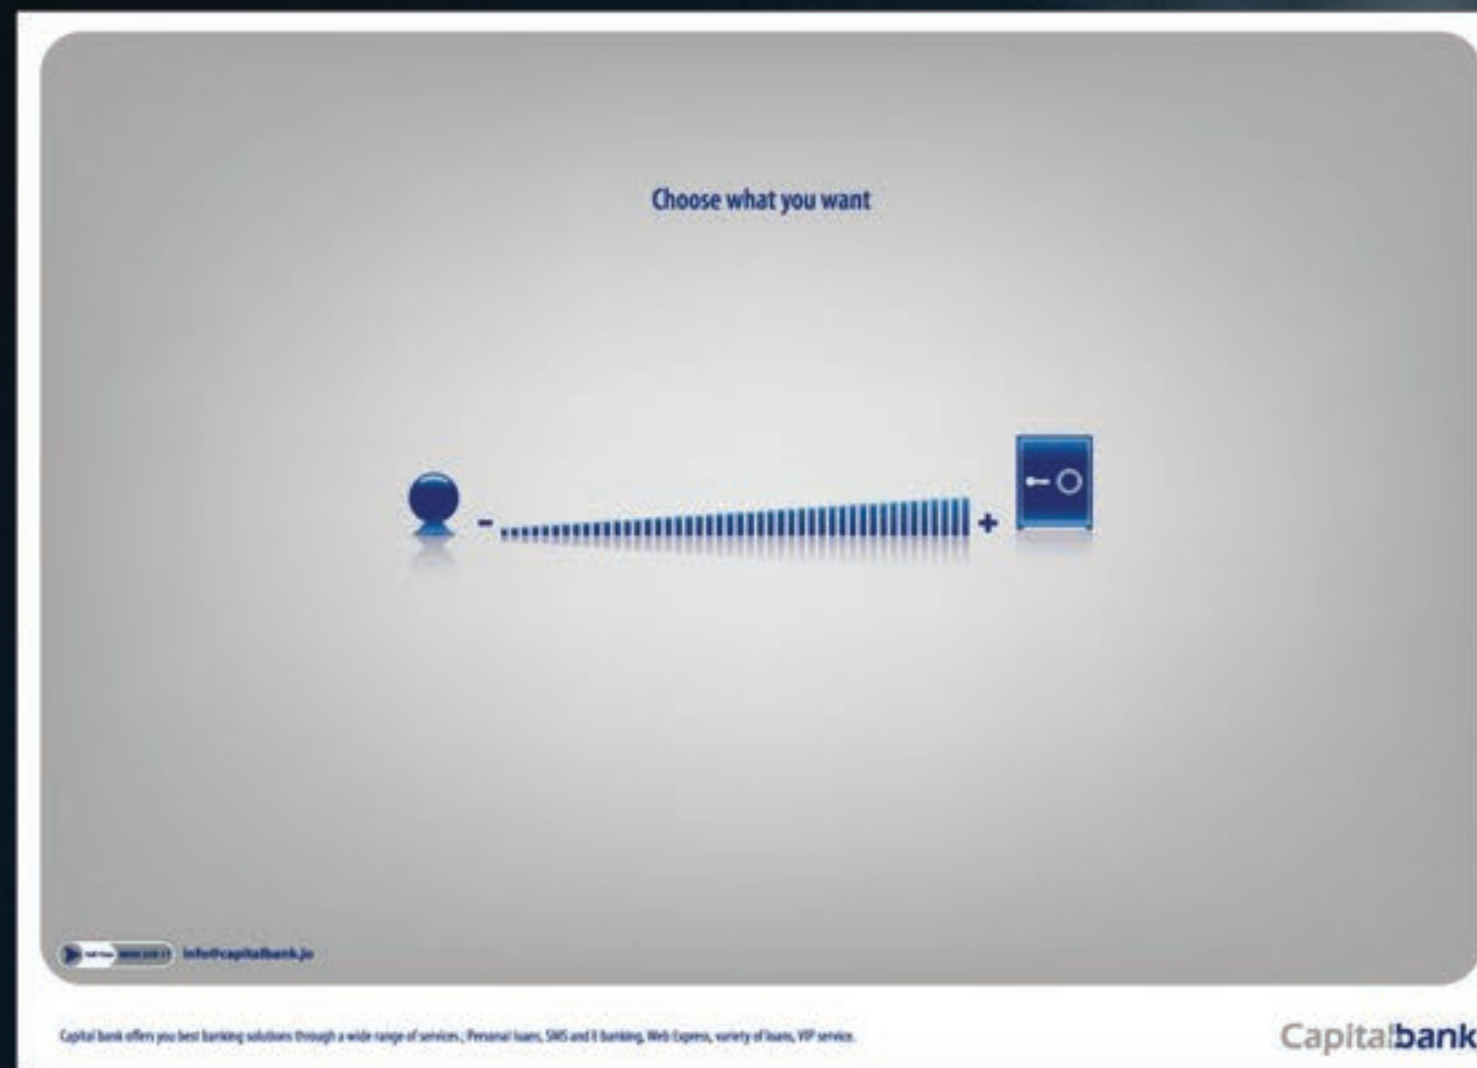 Choose what you want
-
+
info@capitalbank.jo
Capital bank offers you best banking solutions through a wide range of services., Personal loans, SMS and E banking, Web Express, variety of loans, VIP service.
Capitalbank